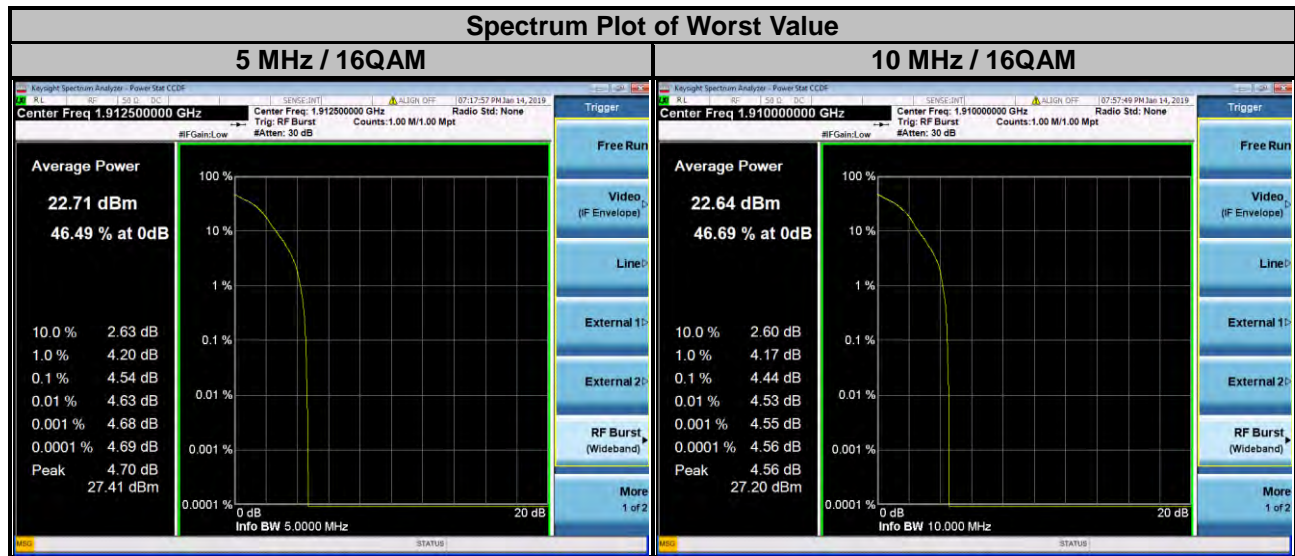 Spectrum Plot of Worst Value
5 MHz / 16QAM
10 MHz / 16QAM
Keysight Spectrum Analyzer - Power Stat CCDF
RL RF 50 Ω DC SENSE:INT ALIGN OFF 07:17:57 PM Jan 14, 2019
Center Freq 1.912500000 GHz
Center Freq: 1.912500000 GHz Radio Std: None
Trig: RF Burst Counts:1.00 M/1.00 Mpt
#IFGain:Low #Atten: 30 dB
Average Power
22.71 dBm
46.49 % at 0dB
10.0 % 2.63 dB
1.0 % 4.20 dB
0.1 % 4.54 dB
0.01 % 4.63 dB
0.001 % 4.68 dB
0.0001 % 4.69 dB
Peak 4.70 dB
27.41 dBm
100 %
10 %
1 %
0.1 %
0.01 %
0.001 %
0.0001 %
0 dB 20 dB
Info BW 5.0000 MHz
Trigger
Free Run
Video
(IF Envelope)
Line
External 1
External 2
RF Burst
(Wideband)
More
1 of 2
MSG STATUS
Keysight Spectrum Analyzer - Power Stat CCDF
RL RF 50 Ω DC SENSE:INT ALIGN OFF 07:57:49 PM Jan 14, 2019
Center Freq 1.910000000 GHz
Center Freq: 1.910000000 GHz Radio Std: None
Trig: RF Burst Counts:1.00 M/1.00 Mpt
#IFGain:Low #Atten: 30 dB
Average Power
22.64 dBm
46.69 % at 0dB
10.0 % 2.60 dB
1.0 % 4.17 dB
0.1 % 4.44 dB
0.01 % 4.53 dB
0.001 % 4.55 dB
0.0001 % 4.56 dB
Peak 4.56 dB
27.20 dBm
100 %
10 %
1 %
0.1 %
0.01 %
0.001 %
0.0001 %
0 dB 20 dB
Info BW 10.000 MHz
Trigger
Free Run
Video
(IF Envelope)
Line
External 1
External 2
RF Burst
(Wideband)
More
1 of 2
MSG STATUS